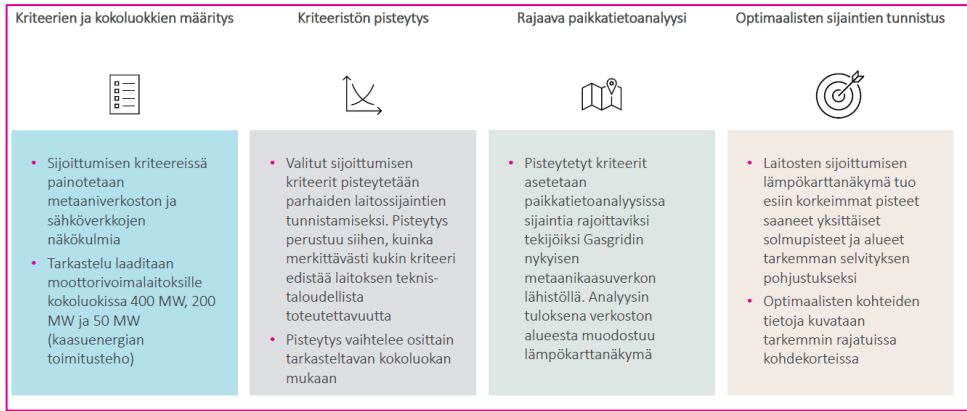 Kriteerien ja kokoluokkien määritys
• Sijoittumisen kriteereissä
painotetaan
metaaniverkoston ja
sähköverkkojen
näkökulmia
• Tarkastelu laaditaan
moottorivoimalaitoksille
kokoluokissa 400 MW, 200
MW ja 50 MW
(kaasuenergian
toimitusteho)
Kriteeristön pisteytys
• Valitut sijoittumisen
kriteerit pisteytetään
parhaiden laitossijaintien
tunnistamiseksi. Pisteytys
perustuu siihen, kuinka
merkittävästi kukin kriteeri
edistää laitoksen teknis-
taloudellista
toteutettavuutta
• Pisteytys vaihtelee osittain
tarkasteltavan kokoluokan
mukaan
Rajaava paikkatietoanalyysi
• Pisteytetyt kriteerit
asetetaan
paikkatietoanalyysissa
sijaintia rajoittaviksi
tekijöiksi Gasgridin
nykyisen
metaanikaasuverkon
lähistöllä. Analyysin
tuloksena verkoston
alueesta muodostuu
lämpökarttanäkymä
Optimaalisten sijaintien tunnistus
• Laitosten sijoittumisen
lämpökarttanäkymä tuo
esiin korkeimmat pisteet
saaneet yksittäiset
solmupisteet ja alueet
tarkemman selvityksen
pohjustukseksi
• Optimaalisten kohteiden
tietoja kuvataan
tarkemmin rajatuissa
kohdekorteissa